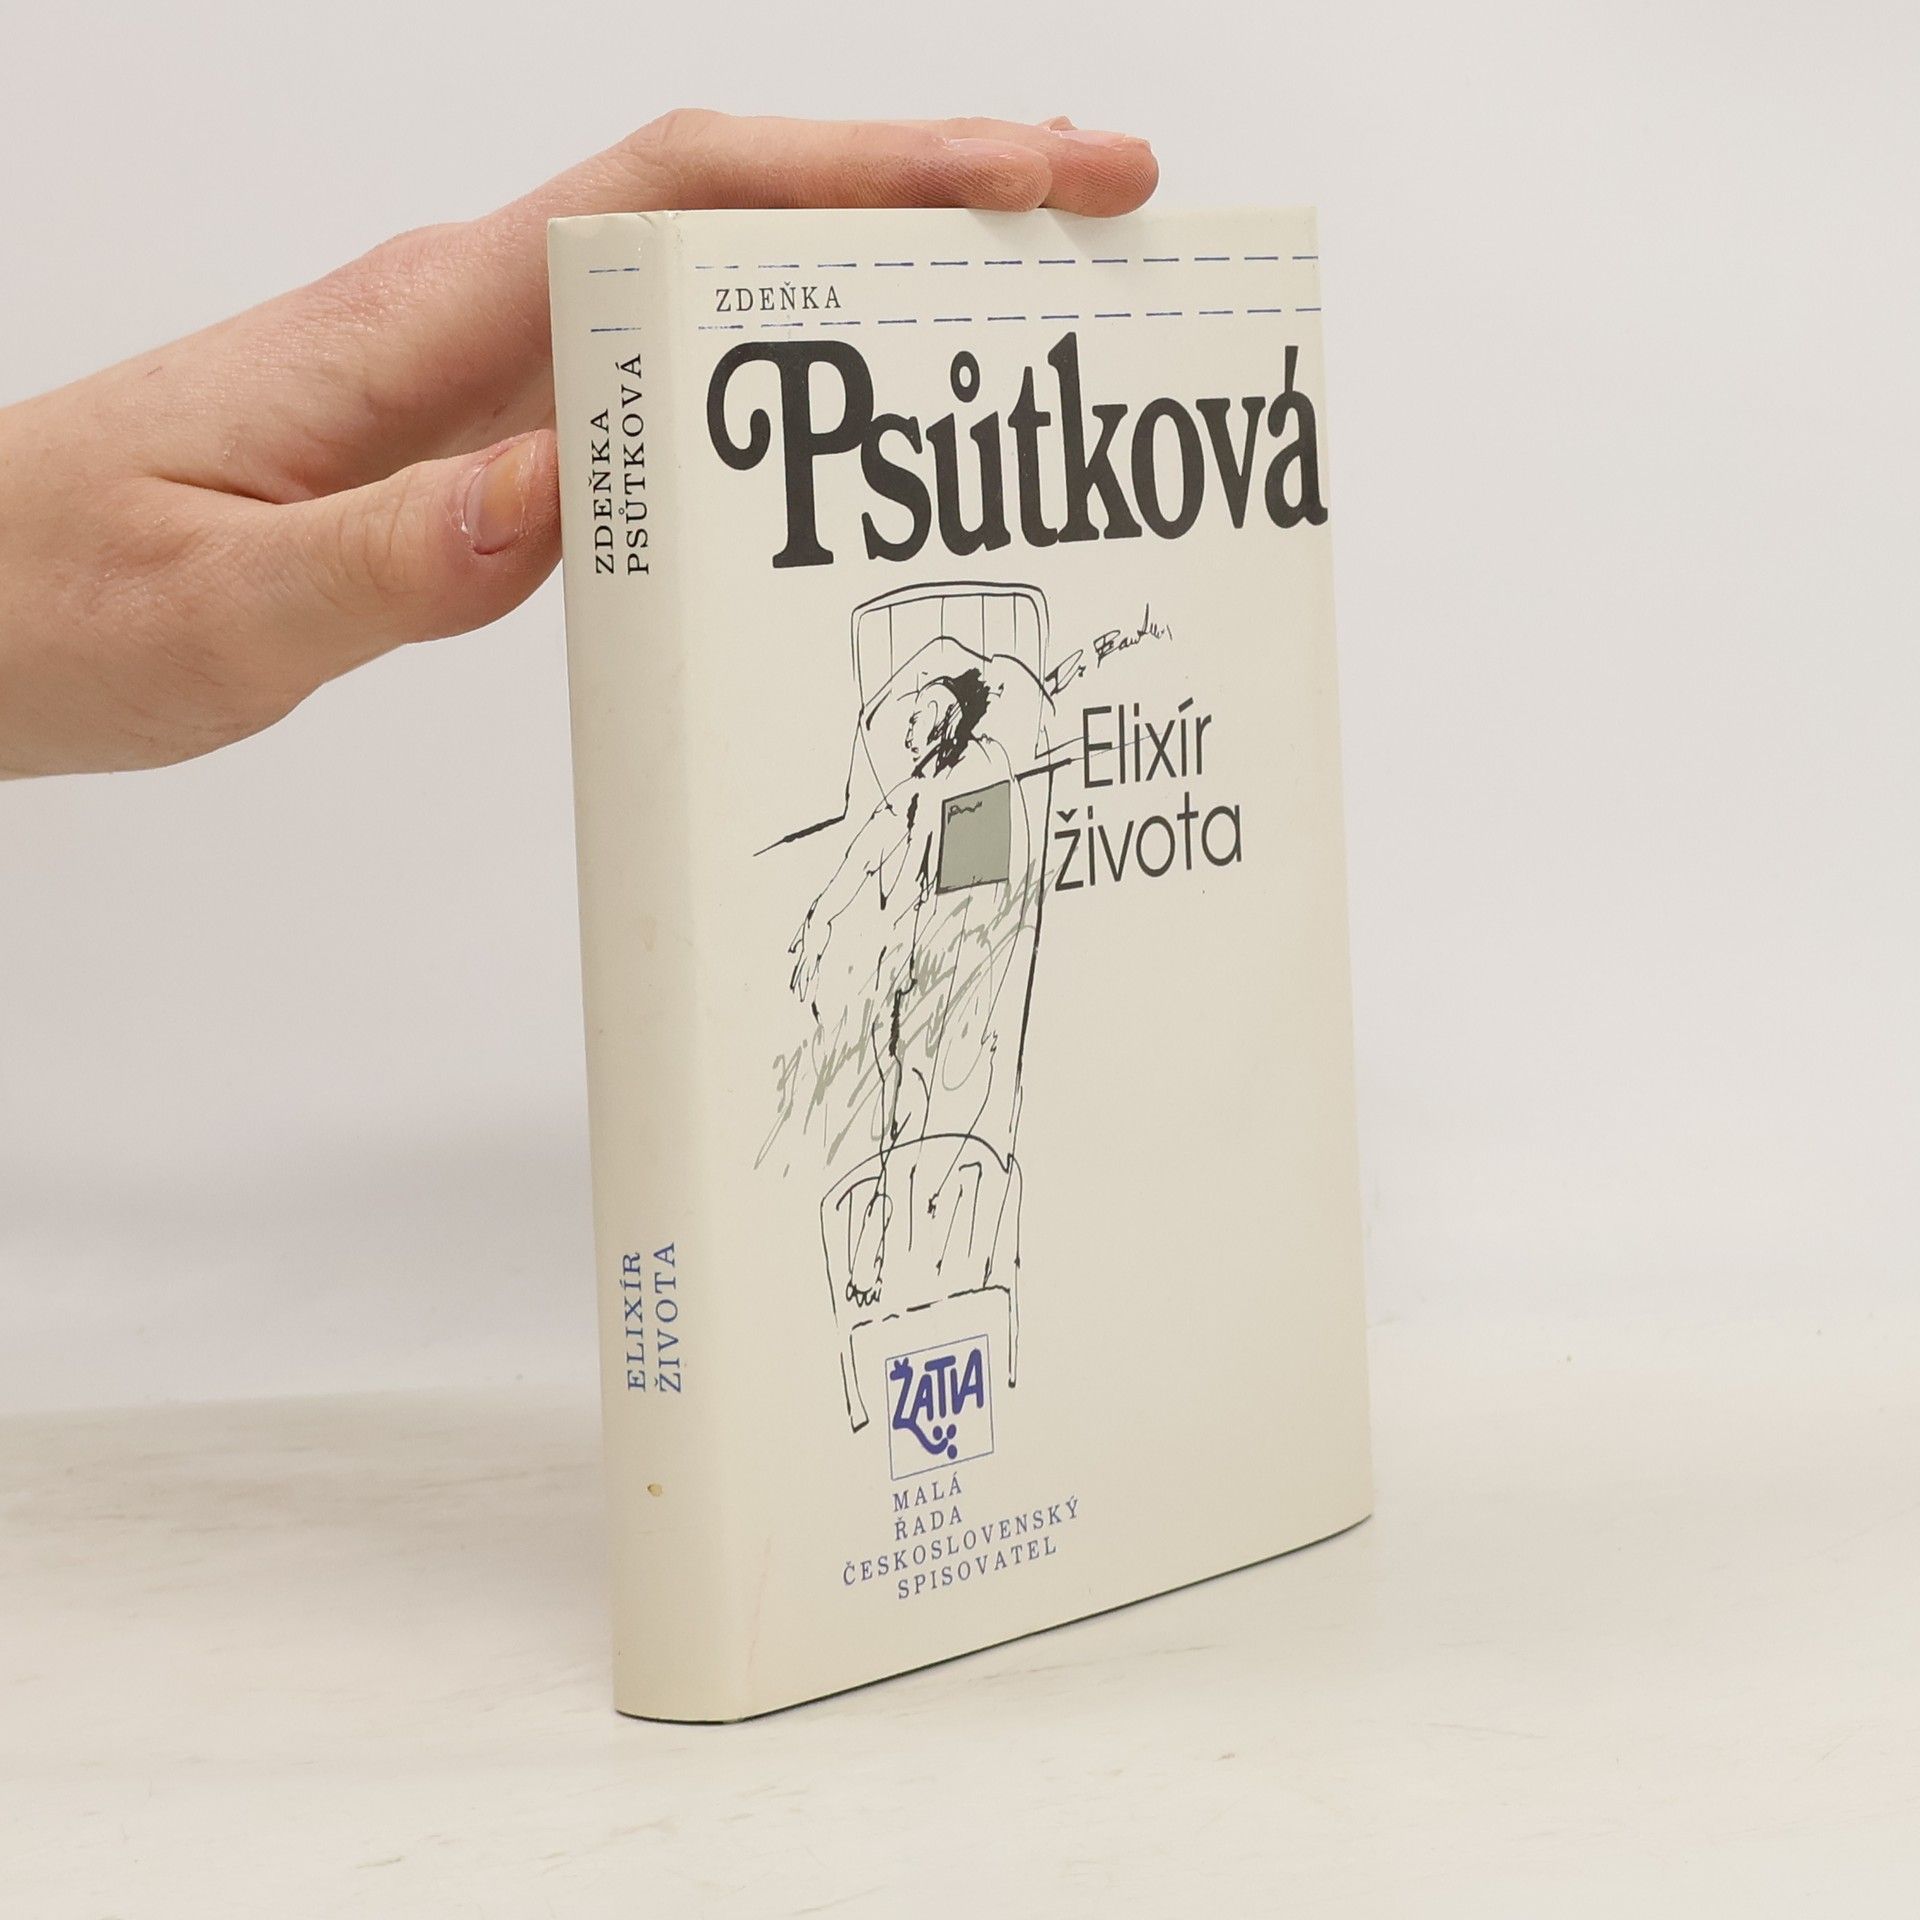 ZDEŇKA
PSŮTKOVÁ
ELIXÍR
ŽIVOTA
ZDEŇKA
Psůtková
Elixír
života
ŽATVA
MALÁ
ŘADA
ČESKOSLOVENSKÝ
SPISOVATEL